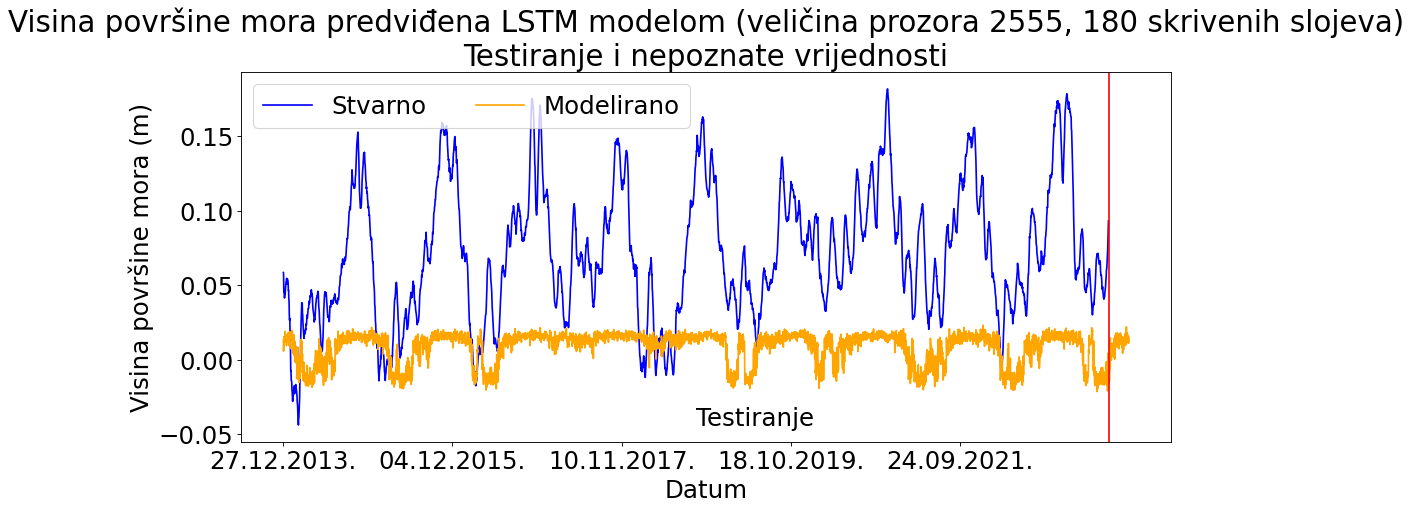 Visina površine mora predviđena LSTM modelom (veličina prozora 2555, 180 skrivenih slojeva)
Testiranje i nepoznate vrijednosti
Stvarno Modelirano
Visina površine mora (m)
0.15
0.10
0.05
0.00
−0.05
Testiranje
27.12.2013. 04.12.2015. 10.11.2017. 18.10.2019. 24.09.2021.
Datum